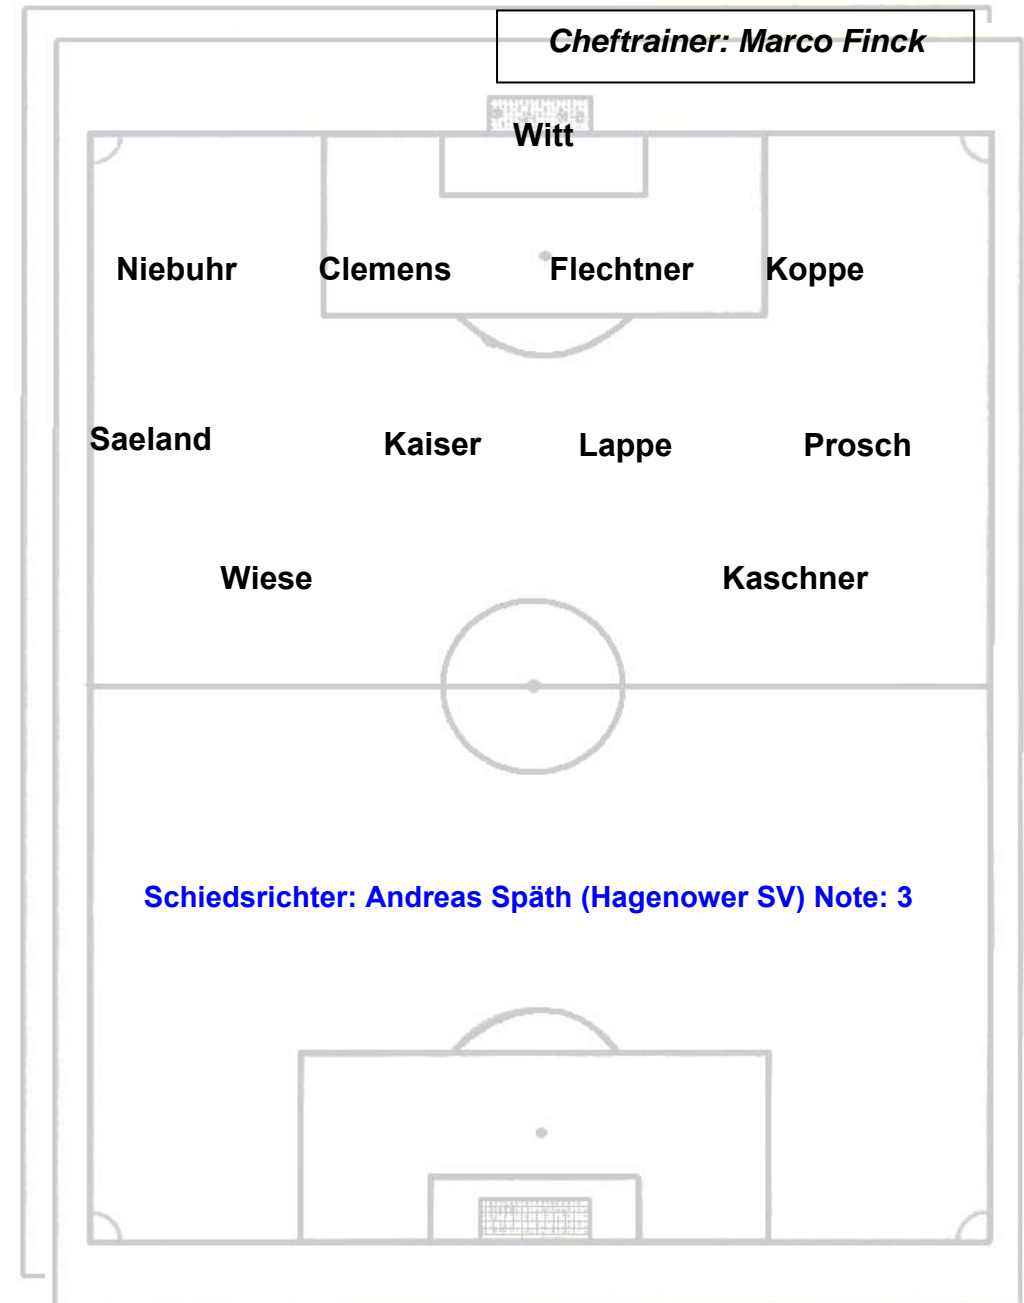 Cheftrainer: Marco Finck
Witt
Niebuhr Clemens Flechtner Koppe
Saeland Kaiser Lappe Prosch
Wiese Kaschner
Schiedsrichter: Andreas Späth (Hagenower SV) Note: 3